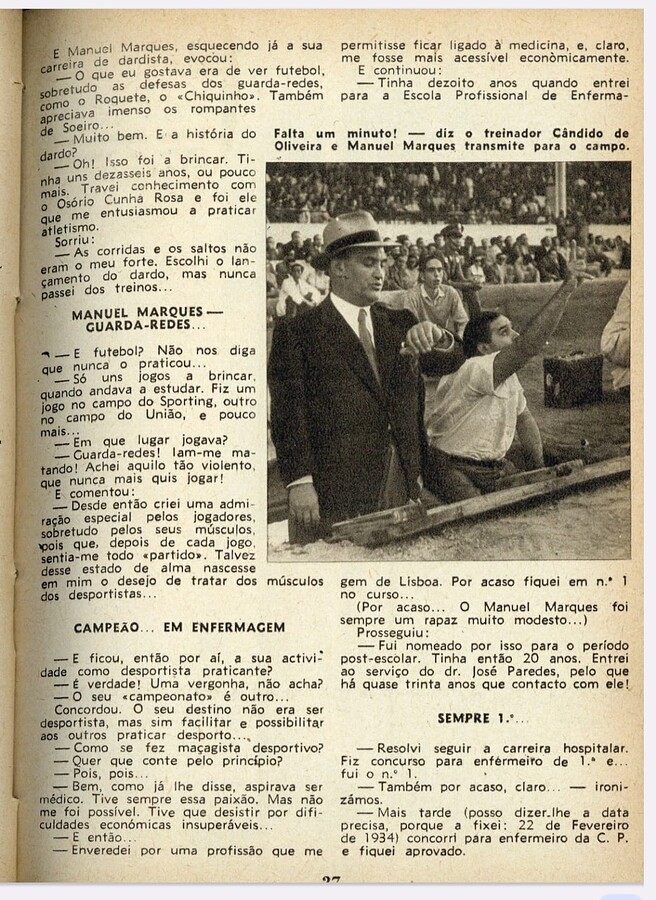 E Manuel Marques, esquecendo já a sua
carreira de dardista, evocou:
— O que eu gostava era de ver futebol,
sobretudo as defesas dos guarda-redes,
como o Roquete, o «Chiquinho». Também
apreciava imenso os rompantes
de Soeiro...
— Muito bem. E a história do
dardo?
— Oh! Isso foi a brincar. Ti-
nha uns dezasseis anos, ou pouco
mais. Travei conhecimento com
o Osório Cunha Rosa e foi ele
que me entusiasmou a praticar
atletismo.
Sorriu:
— As corridas e os saltos não
eram o meu forte. Escolhi o lan-
çamento do dardo, mas nunca
passei dos treinos...
MANUEL MARQUES —
GUARDA-REDES...
— E futebol? Não nos diga
que nunca o praticou...
— Só uns jogos a brincar,
quando andava a estudar. Fiz um
jogo no campo do Sporting, outro
no campo do União, e pouco
mais...
— Em que lugar jogava?
— Guarda-redes! Iam-me ma-
tando! Achei aquilo tão violento,
que nunca mais quis jogar!
E comentou:
— Desde então criei uma admi-
ração especial pelos jogadores,
sobretudo pelos seus músculos,
pois que, depois de cada jogo,
sentia-me todo «partido». Talvez
desse estado de alma nascesse
em mim o desejo de tratar dos músculos
dos desportistas...
CAMPEÃO... EM ENFERMAGEM
— E ficou, então por aí, a sua activi-
dade como desportista praticante?
— É verdade! Uma vergonha, não acha?
— O seu «campeonato» é outro...
Concordou. O seu destino não era ser
desportista, mas sim facilitar e possibilitar
aos outros praticar desporto...
— Como se fez maçagista desportivo?
— Quer que conte pelo princípio?
— Pois, pois...
— Bem, como já lhe disse, aspirava ser
médico. Tive sempre essa paixão. Mas não
me foi possível. Tive que desistir por difi-
culdades económicas insuperáveis...
— E então...
— Enveredei por uma profissão que me
permitisse ficar ligado à medicina, e, claro,
me fosse mais acessível econòmicamente.
E continuou:
— Tinha dezoito anos quando entrei
para a Escola Profissional de Enferma-
Falta um minuto! — diz o treinador Cândido de
Oliveira e Manuel Marques transmite para o campo.
gem de Lisboa. Por acaso fiquei em n.º 1
no curso...
(Por acaso... O Manuel Marques foi
sempre um rapaz muito modesto...)
Prosseguiu:
— Fui nomeado por isso para o período
post-escolar. Tinha então 20 anos. Entrei
ao serviço do dr. José Paredes, pelo que
há quase trinta anos que contacto com ele!
SEMPRE 1.º...
— Resolvi seguir a carreira hospitalar.
Fiz concurso para enférmeiro de 1.ª e...
fui o n.º 1.
— Também por acaso, claro... — ironi-
zámos.
— Mais tarde (posso dizer-lhe a data
precisa, porque a fixei: 22 de Fevereiro
de 1934) concorri para enfermeiro da C. P.
e fiquei aprovado.